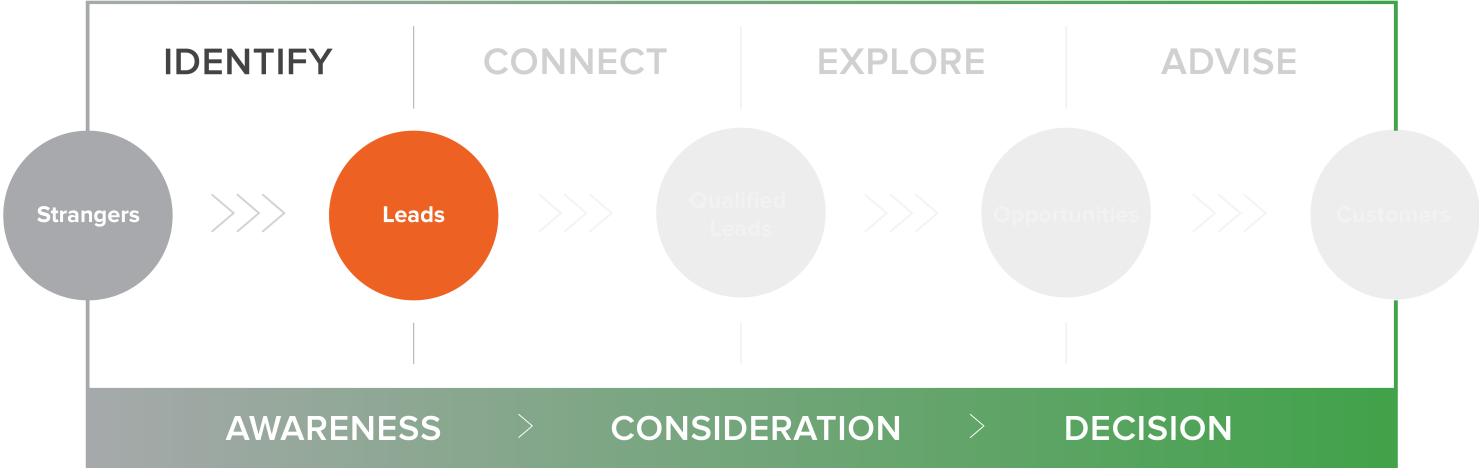 IDENTIFY
CONNECT
EXPLORE
ADVISE
Strangers
Leads
Qualified
Leads
Opportunities
Customers
AWARENESS > CONSIDERATION > DECISION